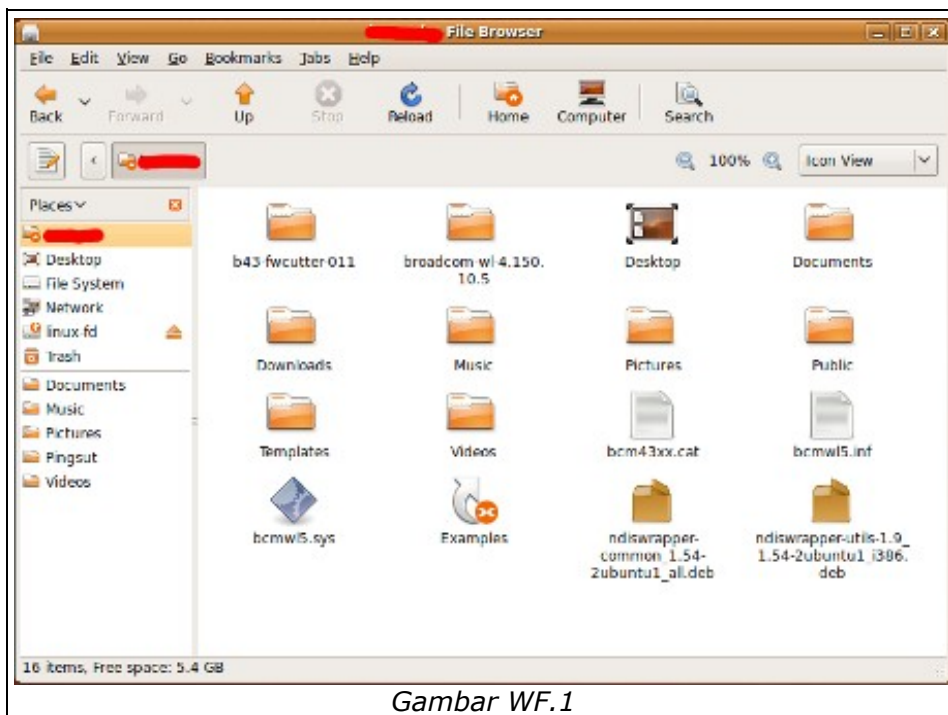 File Browser
File Edit View Go Bookmarks Tabs Help
Back Forward Up Stop Reload Home Computer Search
100% Icon View
Places
Desktop
File System
Network
linux-fd
Trash
Documents
Music
Pictures
Pingsut
Videos
b43-fwcutter-011
broadcom-wl-4.150.
10.5
Desktop
Documents
Downloads
Music
Pictures
Public
Templates
Videos
bcm43xx.cat
bcmwl5.inf
bcmwl5.sys
Examples
ndiswrapper-
common_1.54-
2ubuntu1_all.deb
ndiswrapper-utils-1.9_
1.54-2ubuntu1_i386.
deb
16 items, Free space: 5.4 GB
Gambar WF.1